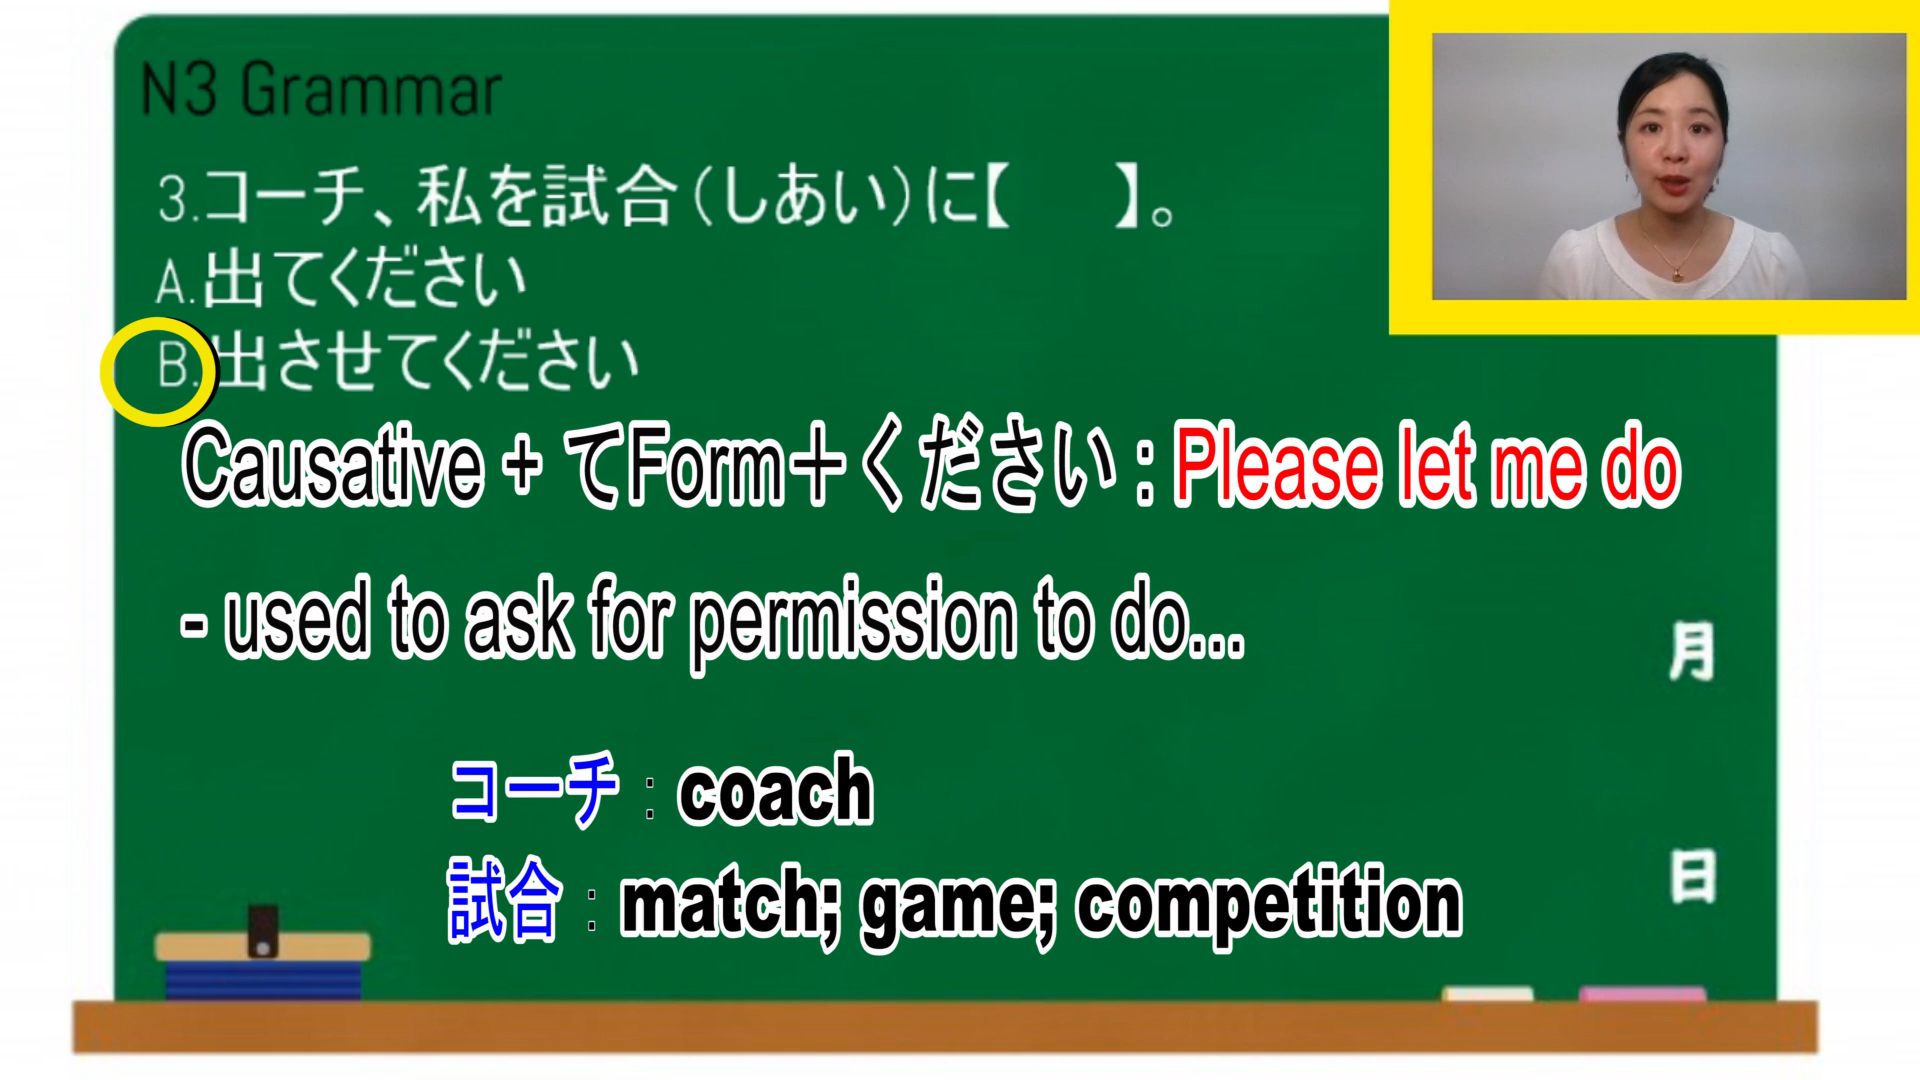 N3 Grammar
3.コーチ、私を試合（しあい）に【　　】。
A.出てください
B.出させてください
Causative + てForm＋ください : Please let me do
- used to ask for permission to do...
コーチ : coach
試合 : match; game; competition
月
日